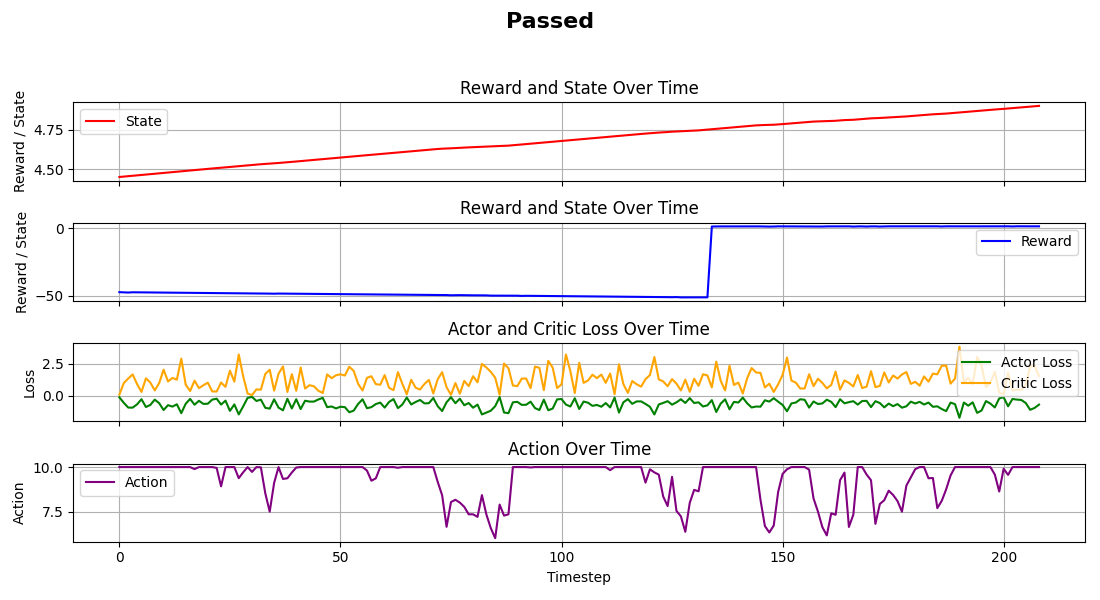 Passed
Reward and State Over Time
Reward / State
4.75
4.50
State
Reward and State Over Time
Reward / State
0
−50
Reward
Actor and Critic Loss Over Time
Loss
2.5
0.0
Actor Loss
Critic Loss
Action Over Time
Action
10.0
7.5
Action
0 50 100 150 200
Timestep